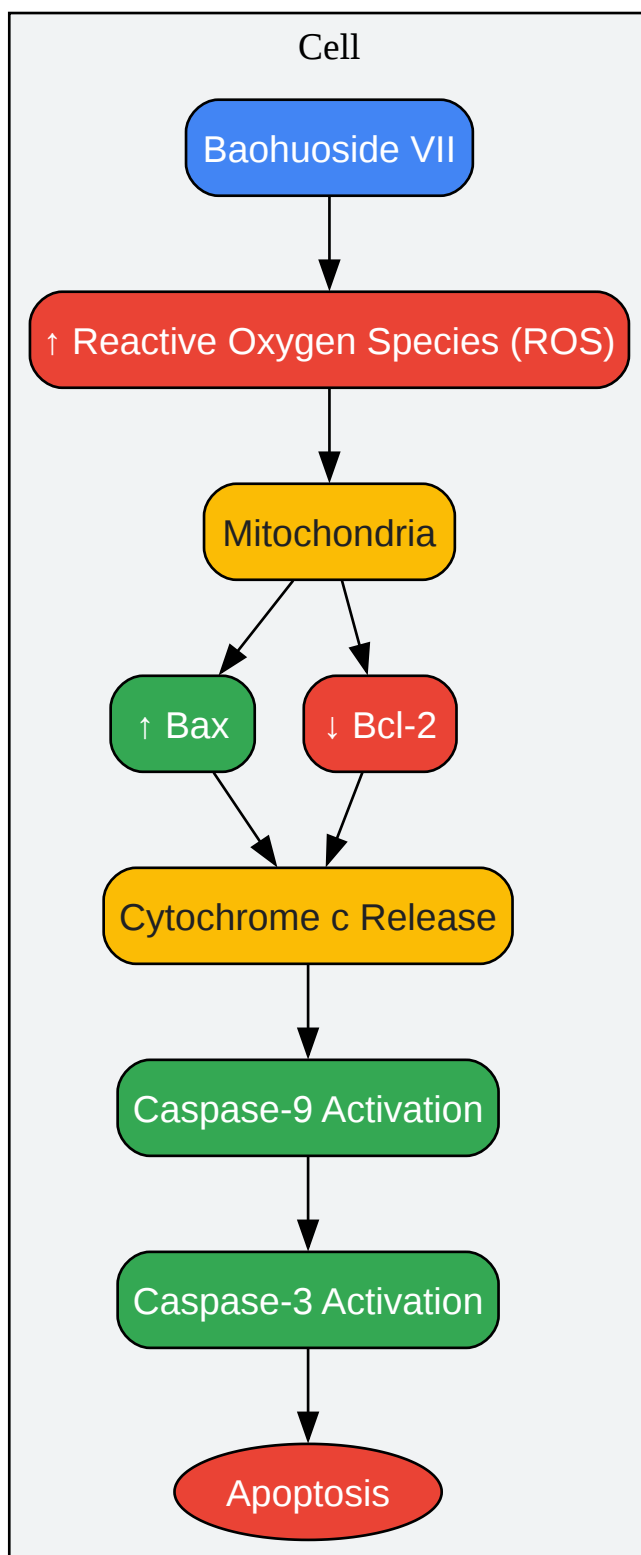 Cell
Baohuoside VII
↑ Reactive Oxygen Species (ROS)
Mitochondria
↑ Bax
↓ Bcl-2
Cytochrome c Release
Caspase-9 Activation
Caspase-3 Activation
Apoptosis